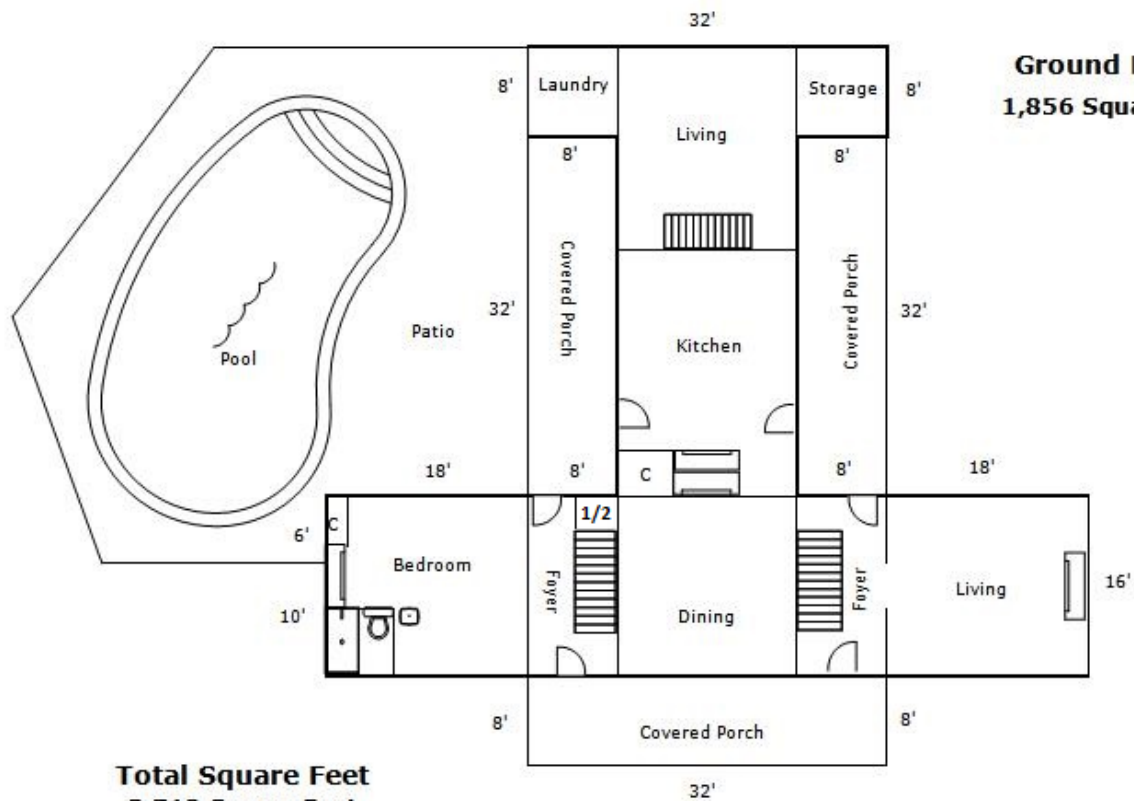 32'
Ground
8'
Laundry
Storage
8'
1,856
Living
8'
8'
Covered Porch
Covered Porch
32'
32'
Patio
Kitchen
Pool
18'
8'
C
8'
18'
1/2
C
6'
Bedroom
Foyer
Foyer
Living
16'
10'
Dining
8'
8'
Covered Porch
Total Square Feet
32'